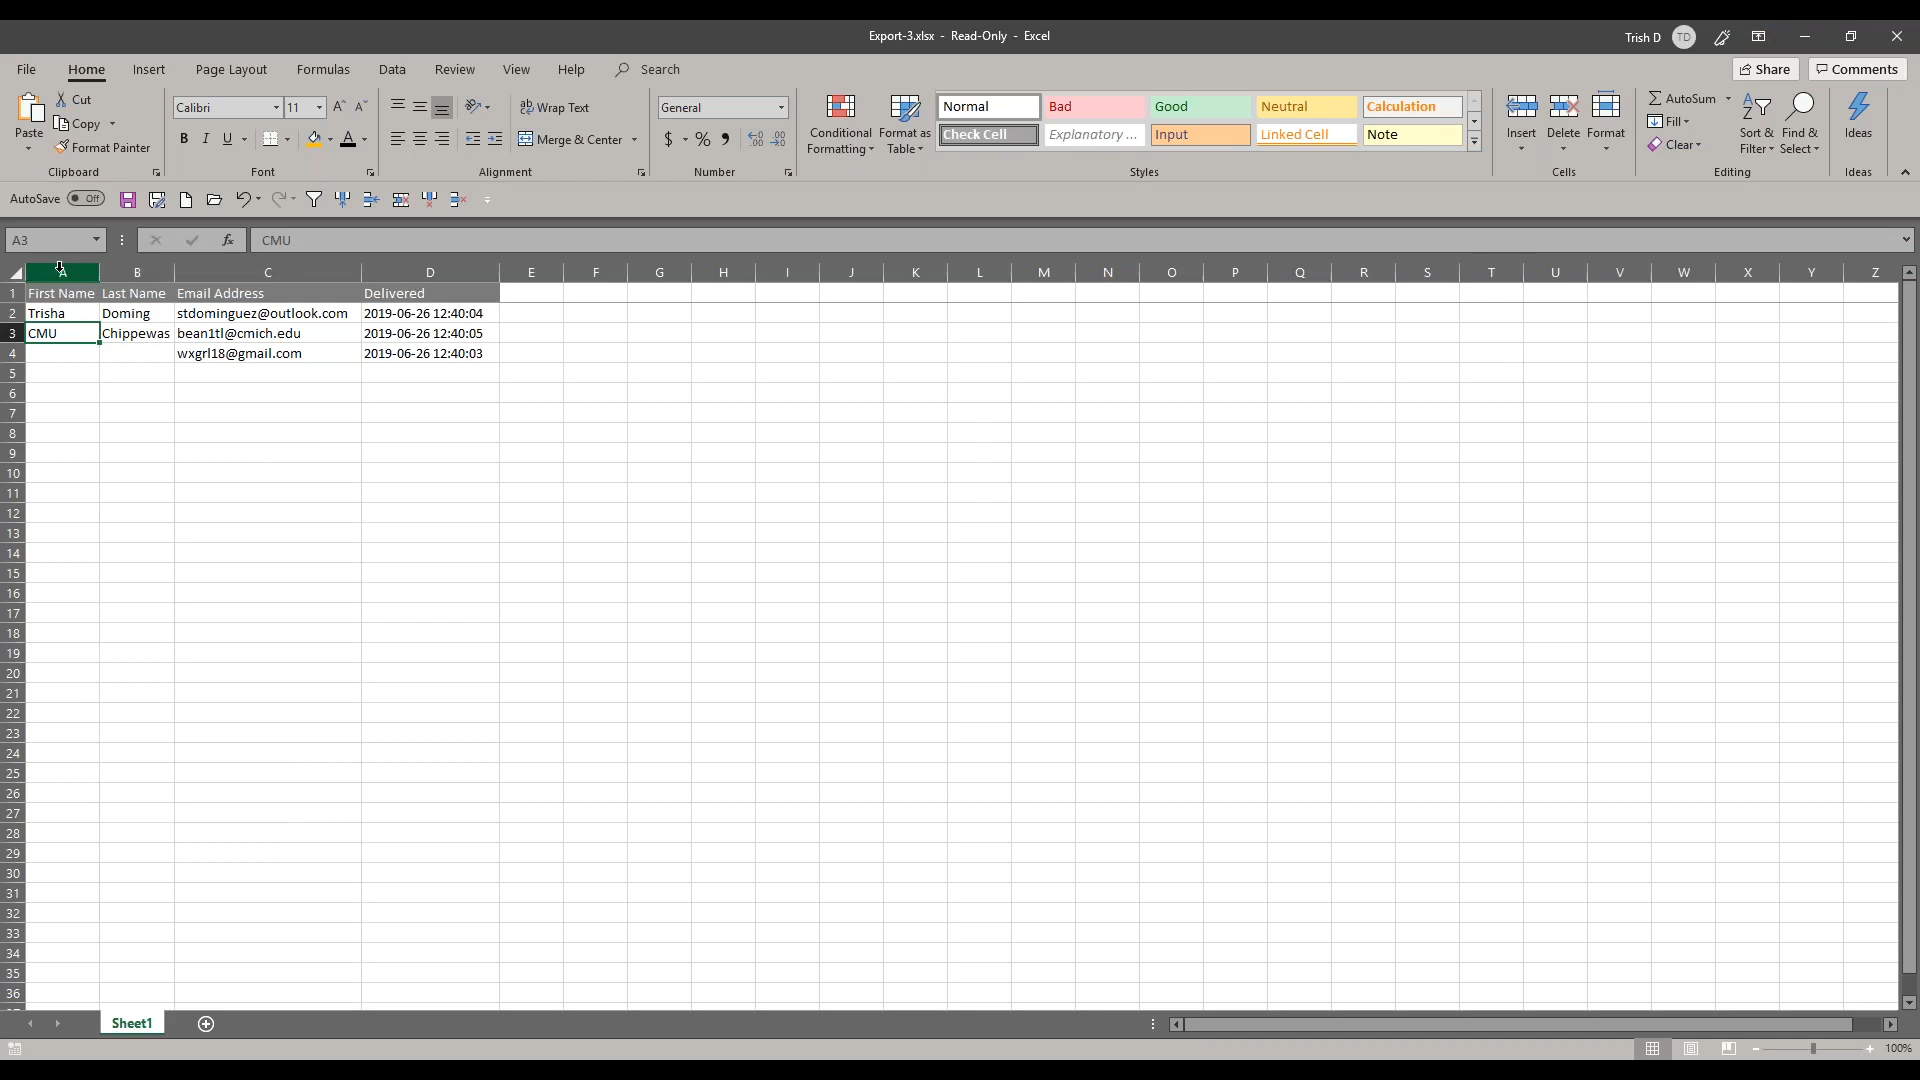 Export-3.xlsx - Read-Only - Excel
Trish D TD
File Home Insert Page Layout Formulas Data Review View Help Search Share Comments
Paste
Cut
Copy
Format Painter
Clipboard
Calibri 11
B I U
Font
Wrap Text
Merge & Center
Alignment
General
$ % 9
Number
Conditional Formatting
Format as Table
Normal Bad Good Neutral Calculation
Check Cell Explanatory ... Input Linked Cell Note
Styles
Insert Delete Format
Cells
AutoSum
Fill
Clear
Sort & Filter
Find & Select
Editing
Ideas
Ideas
AutoSave Off
A3 fx CMU
A B C D E F G H I J K L M N O P Q R S T U V W X Y Z
1 First Name Last Name Email Address Delivered
2 Trisha Doming stdominguez@outlook.com 2019-06-26 12:40:04
3 CMU Chippewas bean1tl@cmich.edu 2019-06-26 12:40:05
4 wxgrl18@gmail.com 2019-06-26 12:40:03
5
6
7
8
9
10
11
12
13
14
15
16
17
18
19
20
21
22
23
24
25
26
27
28
29
30
31
32
33
34
35
36
Sheet1
100%